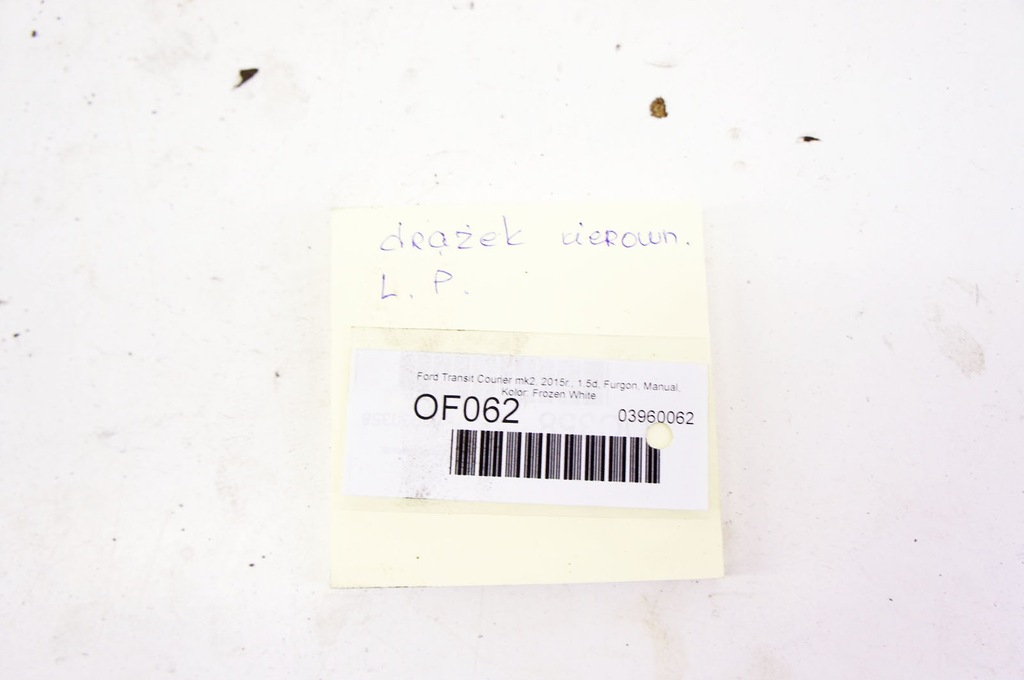 drążek kierown.
L. P.
Ford Transit Courier mk2, 2015r., 1.5d, Furgon, Manual,
Kolor: Frozen White
OF062
03960062